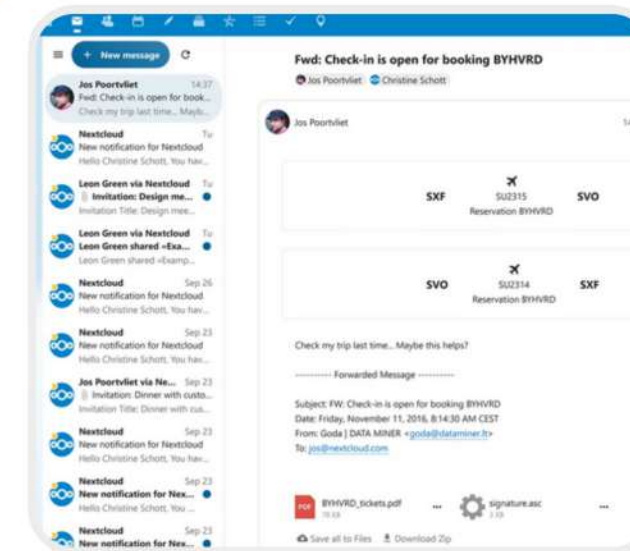 + New message
Jos Poortvliet 14:37
Fwd: Check-in is open for book...
Check my trip last time... Mayb...
Nextcloud Tu
New notification for Nextcloud
Hello Christine Schott, You hav...
Leon Green via Nextcloud Tu
Invitation: Design me...
Invitation Title: Design mee...
Leon Green via Nextcloud Tu
Leon Green shared »Exa...
Leon Green shared »Examp...
Nextcloud Sep 26
New notification for Nextcloud
Hello Christine Schott, You hav...
Nextcloud Sep 23
New notification for Nextcloud
Hello Christine Schott, You hav...
Jos Poortvliet via Ne... Sep 23
Invitation: Dinner with custo...
Invitation Title: Dinner with cus...
Nextcloud Sep 23
New notification for Nextcloud
Hello Christine Schott, You hav...
Nextcloud Sep 23
New notification for Nex...
Hello Christine Schott, You ...
Nextcloud Sep 23
New notification for Nex...
Fwd: Check-in is open for booking BYHVRD
Jos Poortvliet Christine Schott
Jos Poortvliet 14
SXF SU2315 SVO
Reservation BYHVRD
SVO SU2314 SXF
Reservation BYHVRD
Check my trip last time... Maybe this helps?
---------- Forwarded Message ----------
Subject: FW: Check-in is open for booking BYHVRD
Date: Friday, November 11, 2016, 8:14:30 AM CEST
From: Goda | DATA MINER <goda@dataminer.lt>
To: jos@nextcloud.com
PDF BYHVRD_tickets.pdf ... signature.asc ...
78 KB 2 KB
Save all to Files Download Zip